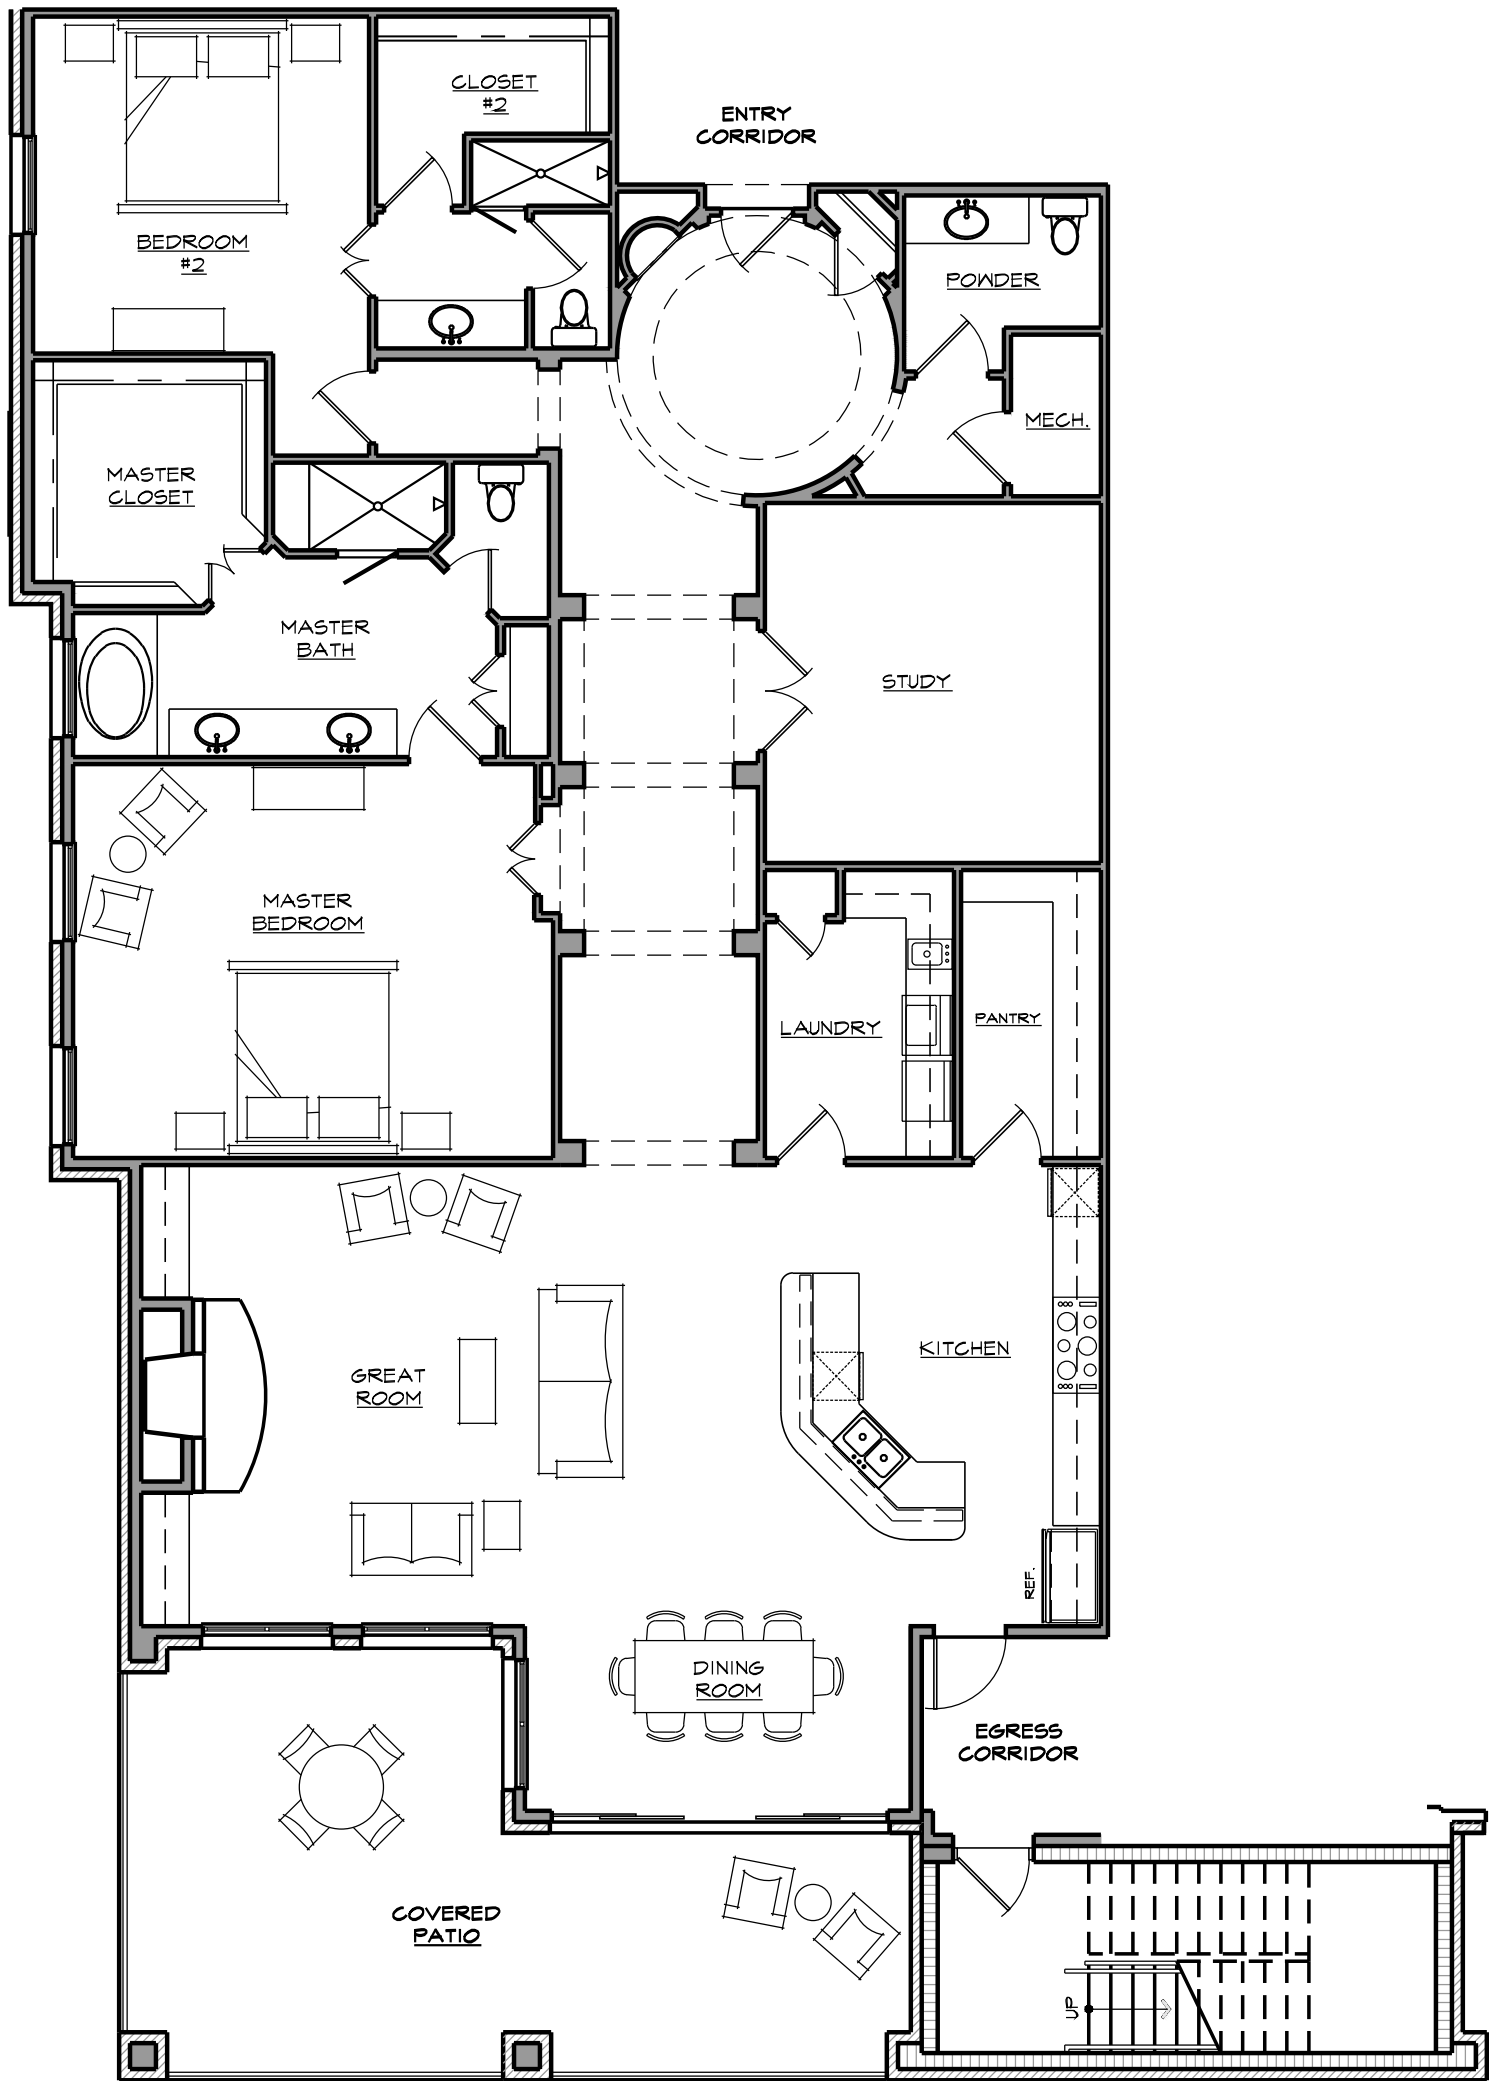 CLOSET
#2
ENTRY
CORRIDOR
BEDROOM
#2
POWDER
MECH.
MASTER
CLOSET
MASTER
BATH
STUDY
MASTER
BEDROOM
LAUNDRY
PANTRY
KITCHEN
GREAT
ROOM
REF.
DINING
ROOM
EGRESS
CORRIDOR
COVERED
PATIO
UP